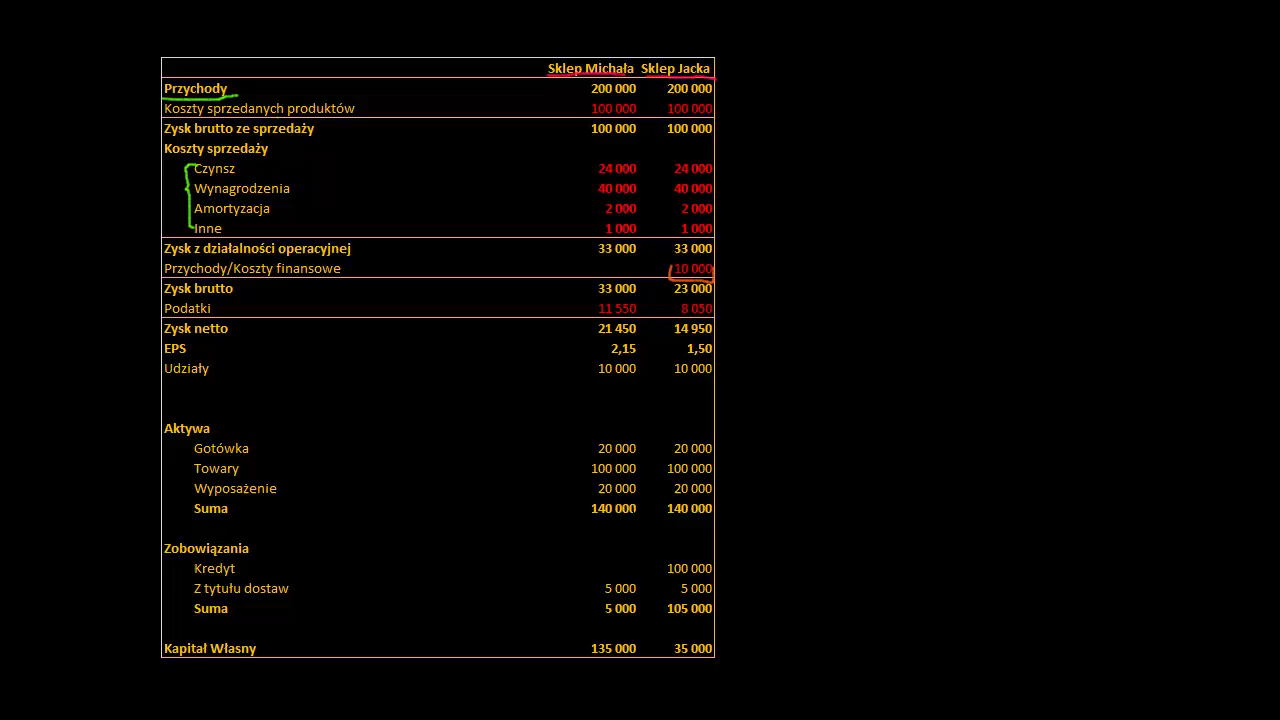 Sklep Michała Sklep Jacka
Przychody 200 000 200 000
Koszty sprzedanych produktów 100 000 100 000
Zysk brutto ze sprzedaży 100 000 100 000
Koszty sprzedaży
Czynsz 24 000 24 000
Wynagrodzenia 40 000 40 000
Amortyzacja 2 000 2 000
Inne 1 000 1 000
Zysk z działalności operacyjnej 33 000 33 000
Przychody/Koszty finansowe 10 000
Zysk brutto 33 000 23 000
Podatki 11 550 8 050
Zysk netto 21 450 14 950
EPS 2,15 1,50
Udziały 10 000 10 000
Aktywa
Gotówka 20 000 20 000
Towary 100 000 100 000
Wyposażenie 20 000 20 000
Suma 140 000 140 000
Zobowiązania
Kredyt 100 000
Z tytułu dostaw 5 000 5 000
Suma 5 000 105 000
Kapitał Własny 135 000 35 000